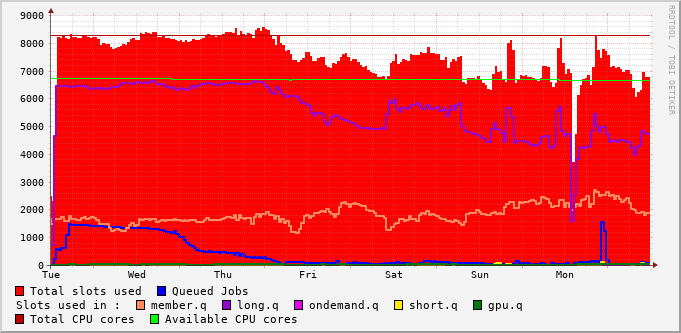 RRDTOOL / TOBI OETIKER
9000
8000
7000
6000
5000
4000
3000
2000
1000
0
Tue Wed Thu Fri Sat Sun Mon
Total slots used Queued Jobs
Slots used in : member.q long.q ondemand.q short.q gpu.q
Total CPU cores Available CPU cores